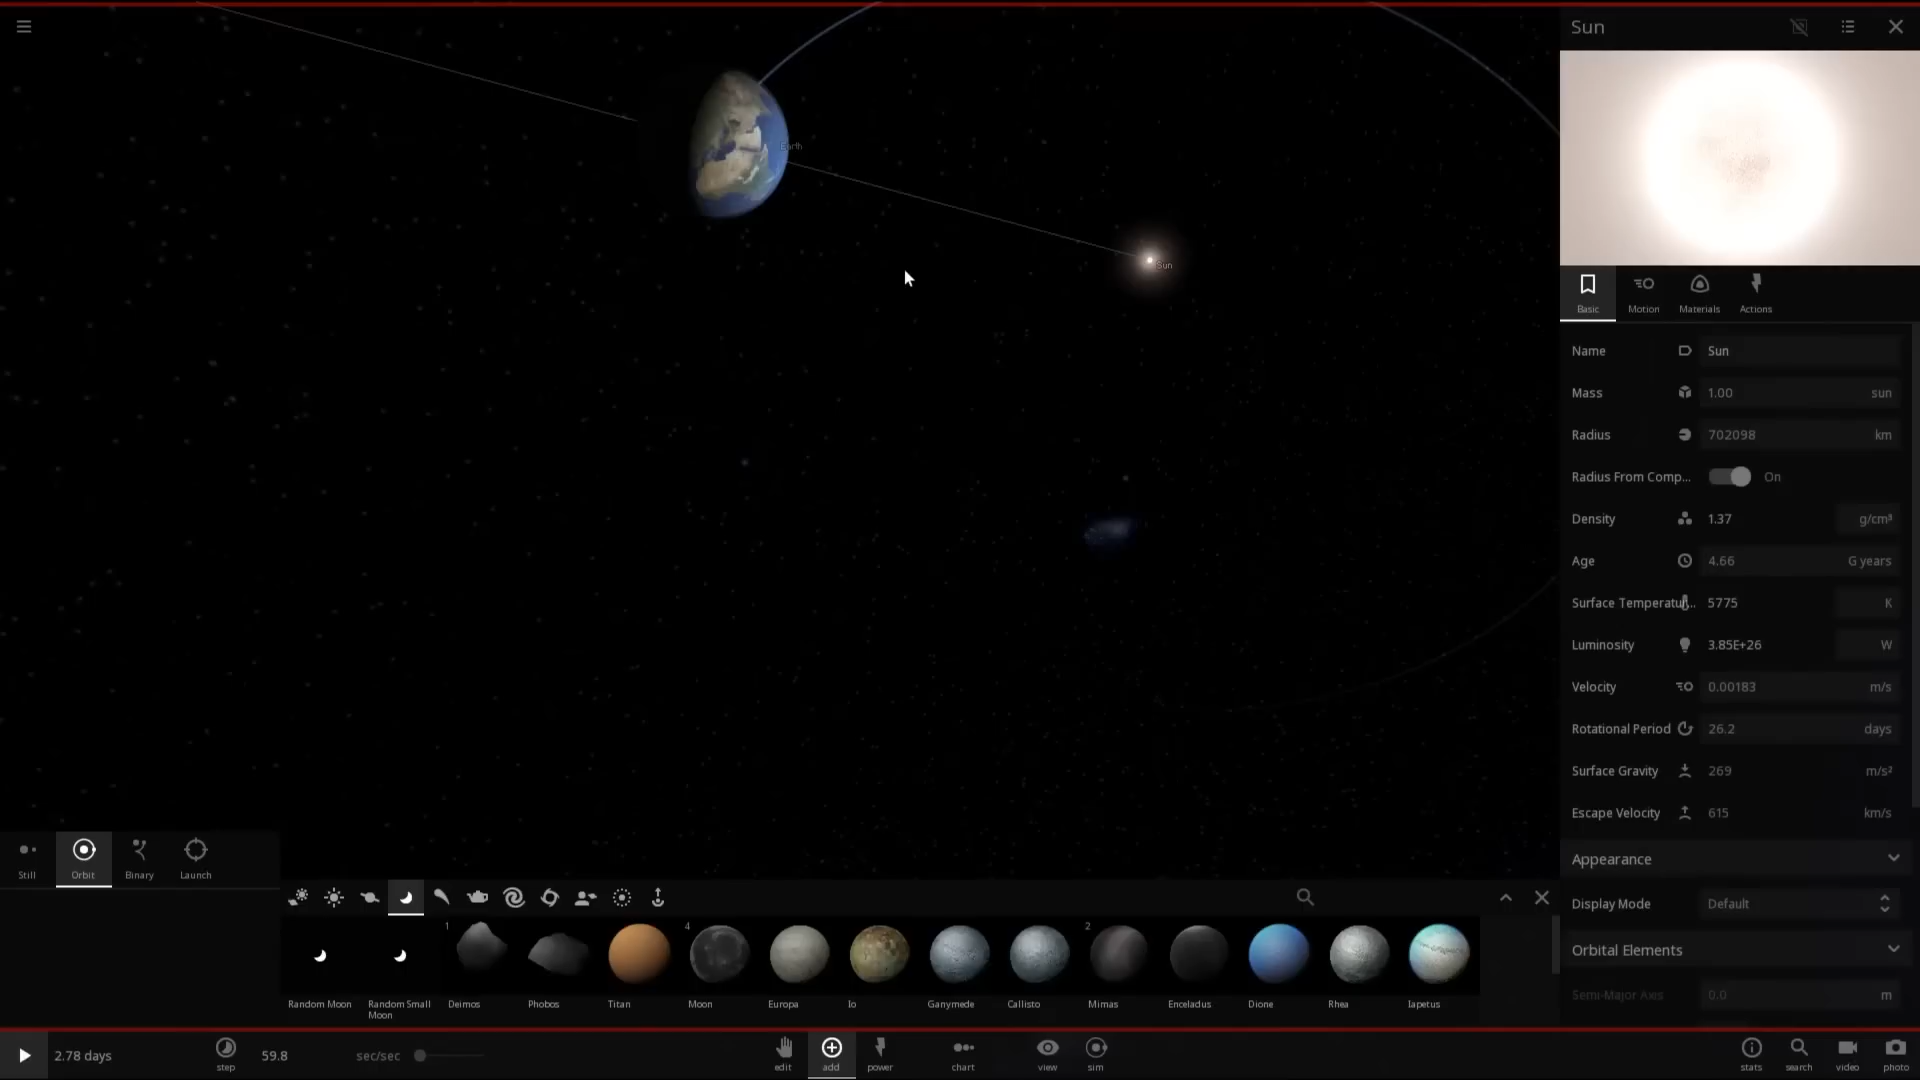 Sun
Earth
Sun
Basic
Motion
Materials
Actions
Name
Sun
Mass
1.00
sun
Radius
702098
km
Radius From Comp...
On
Density
1.37
g/cm³
Age
4.66
G years
Surface Temperatur...
5775
K
Luminosity
3.85E+26
W
Velocity
0.00183
m/s
Rotational Period
26.2
days
Surface Gravity
269
m/s²
Escape Velocity
615
km/s
Appearance
Display Mode
Default
Orbital Elements
Semi-Major Axis
0.0
m
Still
Orbit
Binary
Launch
1
4
2
Random Moon
Random Small
Moon
Deimos
Phobos
Titan
Moon
Europa
Io
Ganymede
Callisto
Mimas
Enceladus
Dione
Rhea
Iapetus
2.78 days
step
59.8
sec/sec
edit
add
power
chart
view
sim
stats
search
video
photo